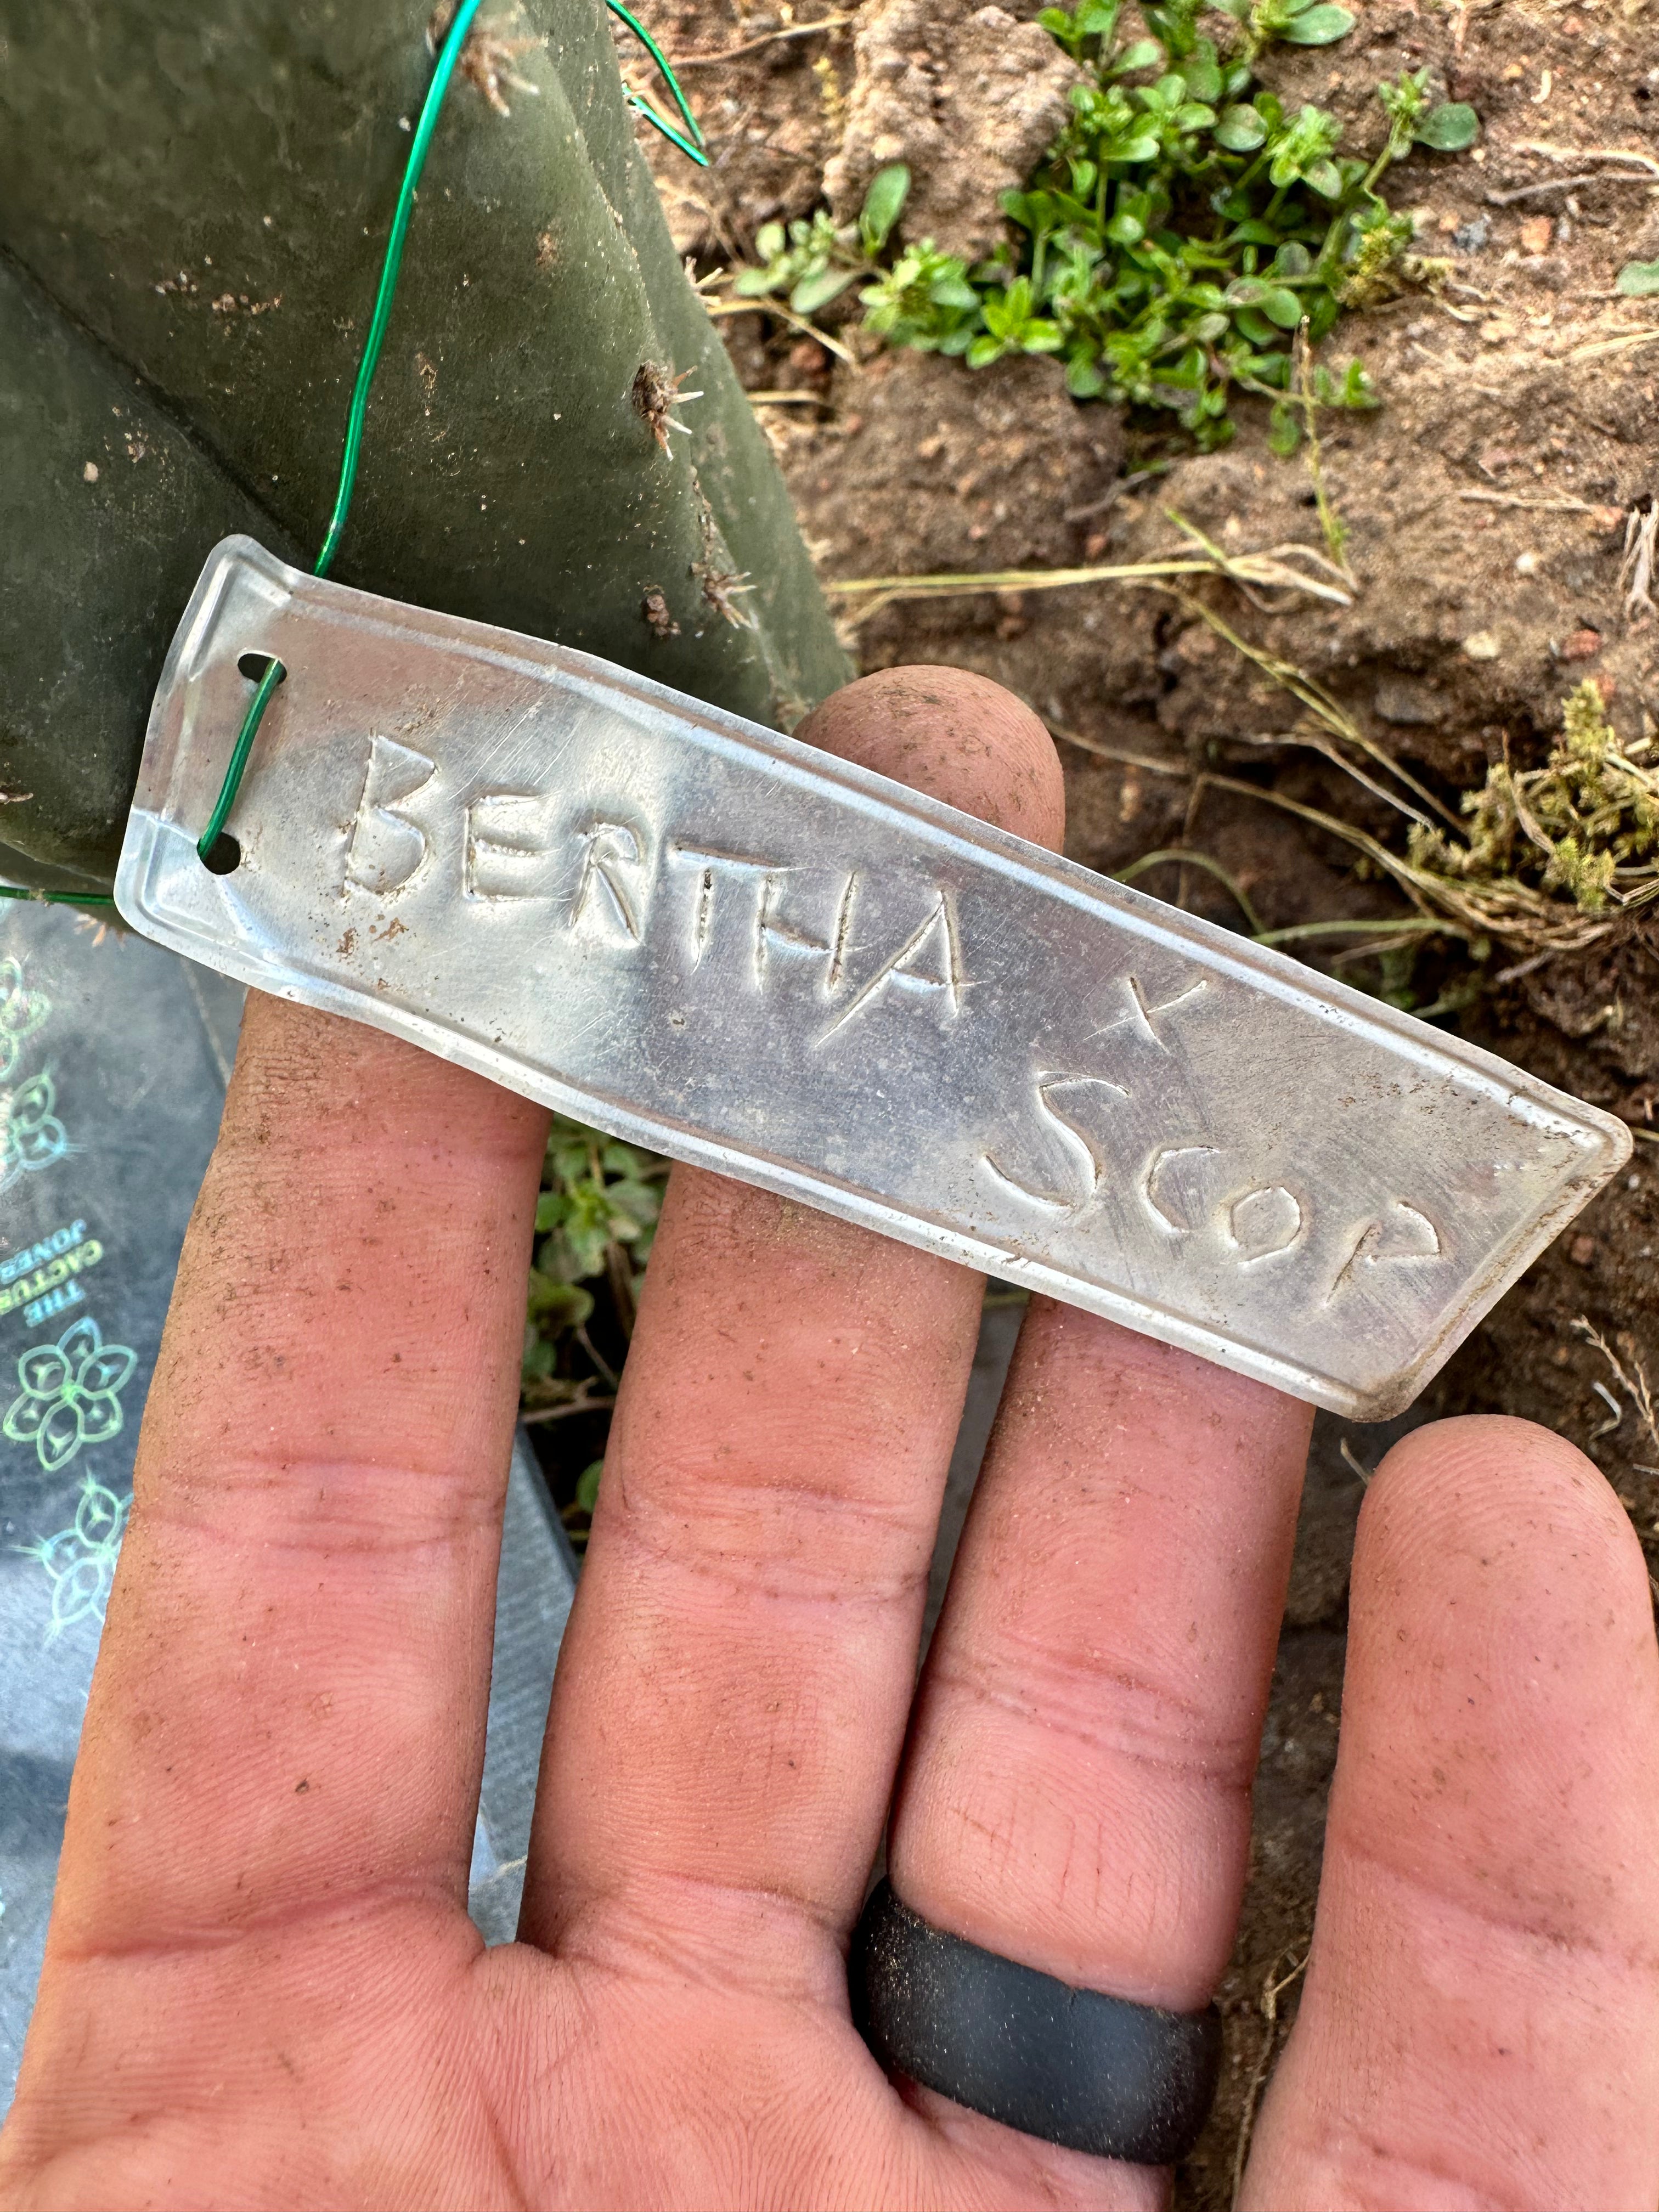 BERTHA x
SCOP
THE
CACTUS
JONES